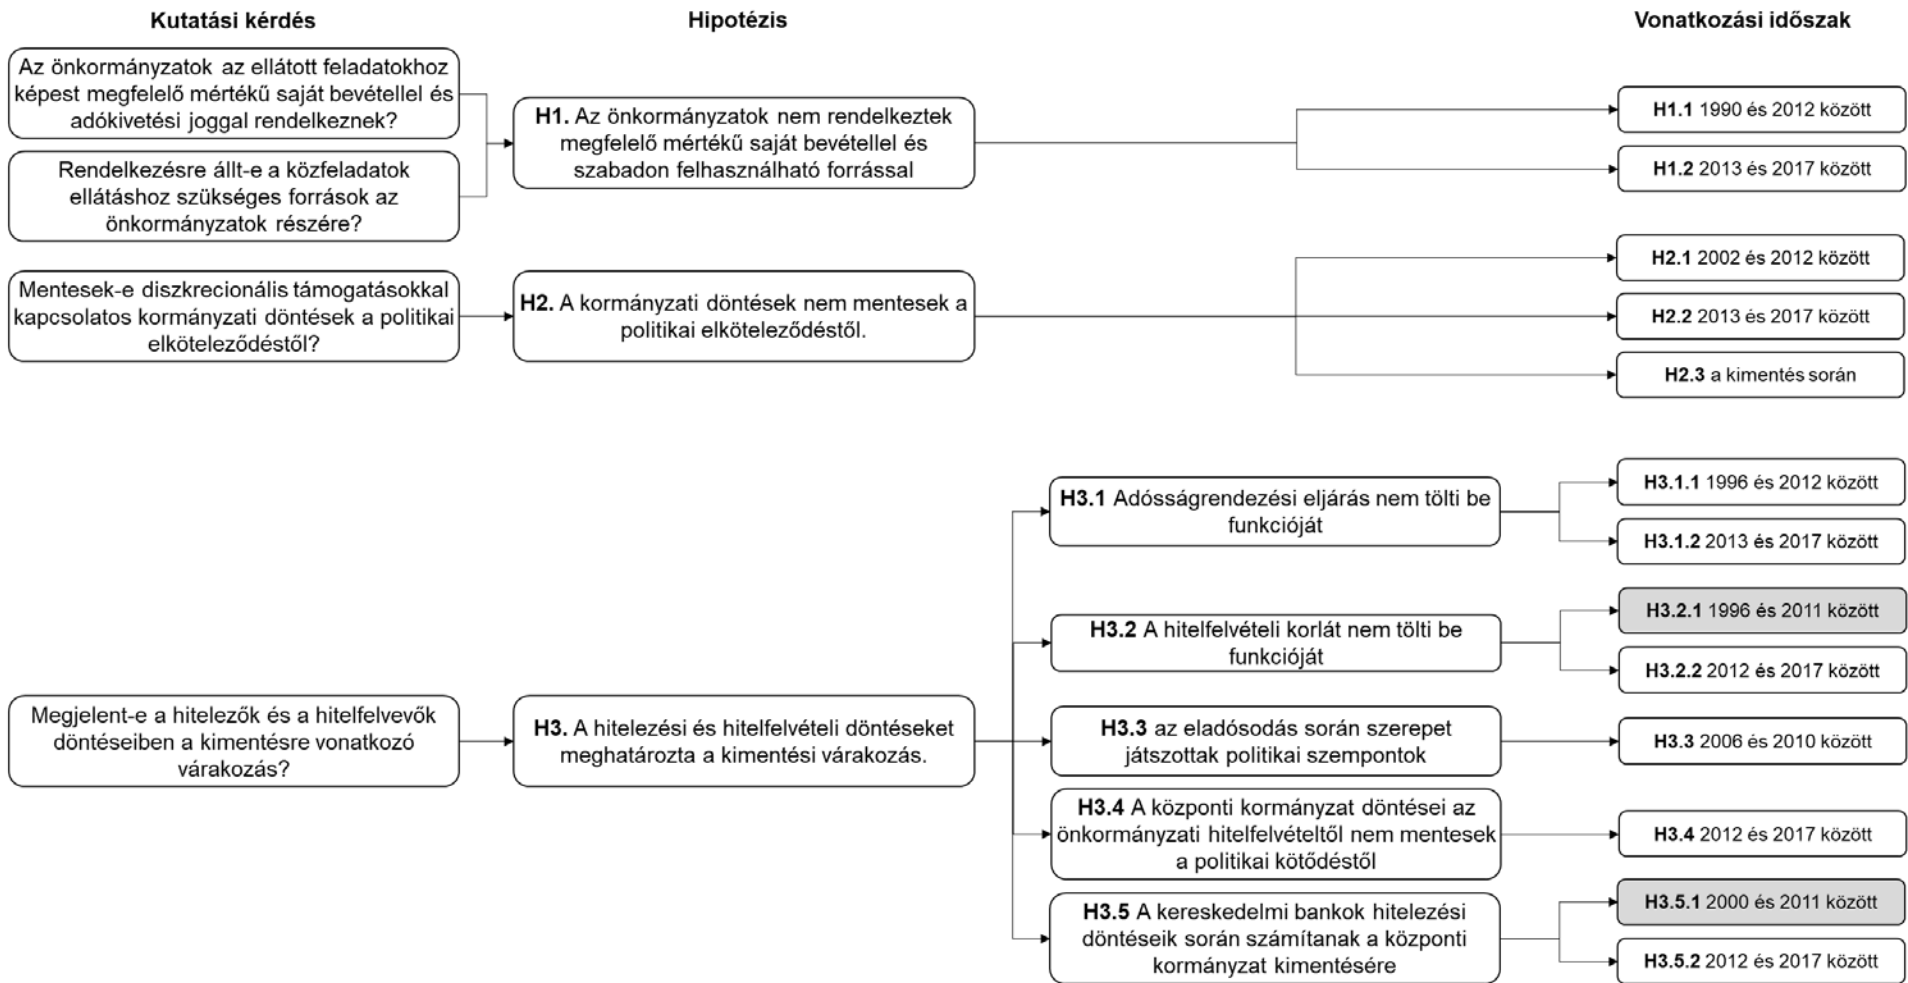 Kutatási kérdés
Hipotézis
Vonatkozási időszak
Az önkormányzatok az ellátott feladatokhoz
képest megfelelő mértékű saját bevétellel és
adókivetési joggal rendelkeznek?
Rendelkezésre állt-e a közfeladatok
ellátáshoz szükséges források az
önkormányzatok részére?
H1. Az önkormányzatok nem rendelkeztek
megfelelő mértékű saját bevétellel és
szabadon felhasználható forrással
H1.1 1990 és 2012 között
H1.2 2013 és 2017 között
Mentesek-e diszkrecionális támogatásokkal
kapcsolatos kormányzati döntések a politikai
elköteleződéstől?
H2. A kormányzati döntések nem mentesek a
politikai elköteleződéstől.
H2.1 2002 és 2012 között
H2.2 2013 és 2017 között
H2.3 a kimentés során
Megjelent-e a hitelezők és a hitelfelvevők
döntéseiben a kimentésre vonatkozó
várakozás?
H3. A hitelezési és hitelfelvételi döntéseket
meghatározta a kimentési várakozás.
H3.1 Adósságrendezési eljárás nem tölti be
funkcióját
H3.1.1 1996 és 2012 között
H3.1.2 2013 és 2017 között
H3.2 A hitelfelvételi korlát nem tölti be
funkcióját
H3.2.1 1996 és 2011 között
H3.2.2 2012 és 2017 között
H3.3 az eladósodás során szerepet
játszottak politikai szempontok
H3.3 2006 és 2010 között
H3.4 A központi kormányzat döntései az
önkormányzati hitelfelvételtől nem mentesek
a politikai kötődéstől
H3.4 2012 és 2017 között
H3.5 A kereskedelmi bankok hitelezési
döntéseik során számítanak a központi
kormányzat kimentésére
H3.5.1 2000 és 2011 között
H3.5.2 2012 és 2017 között